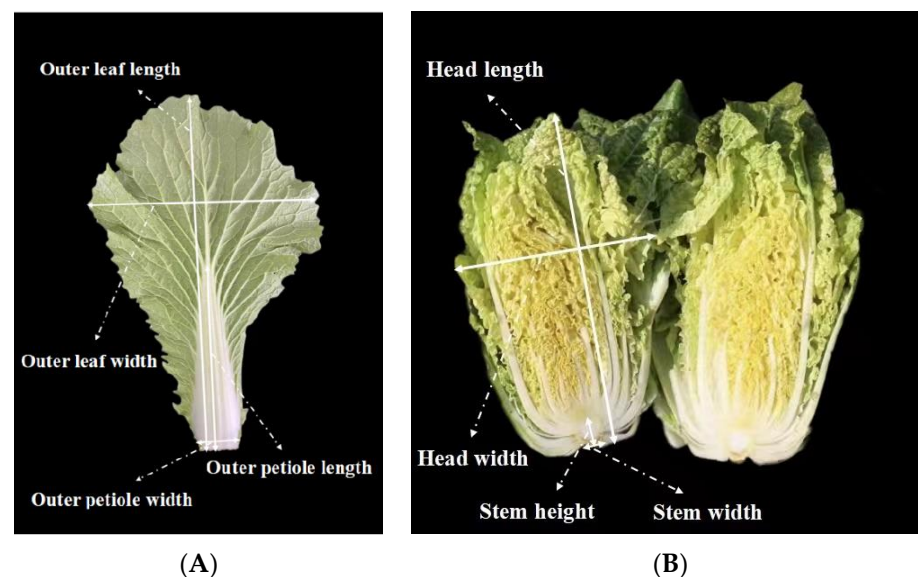 Outer leaf length
Outer leaf width
Outer petiole length
Outer petiole width
(A)
Head length
Head width
Stem height
Stem width
(B)